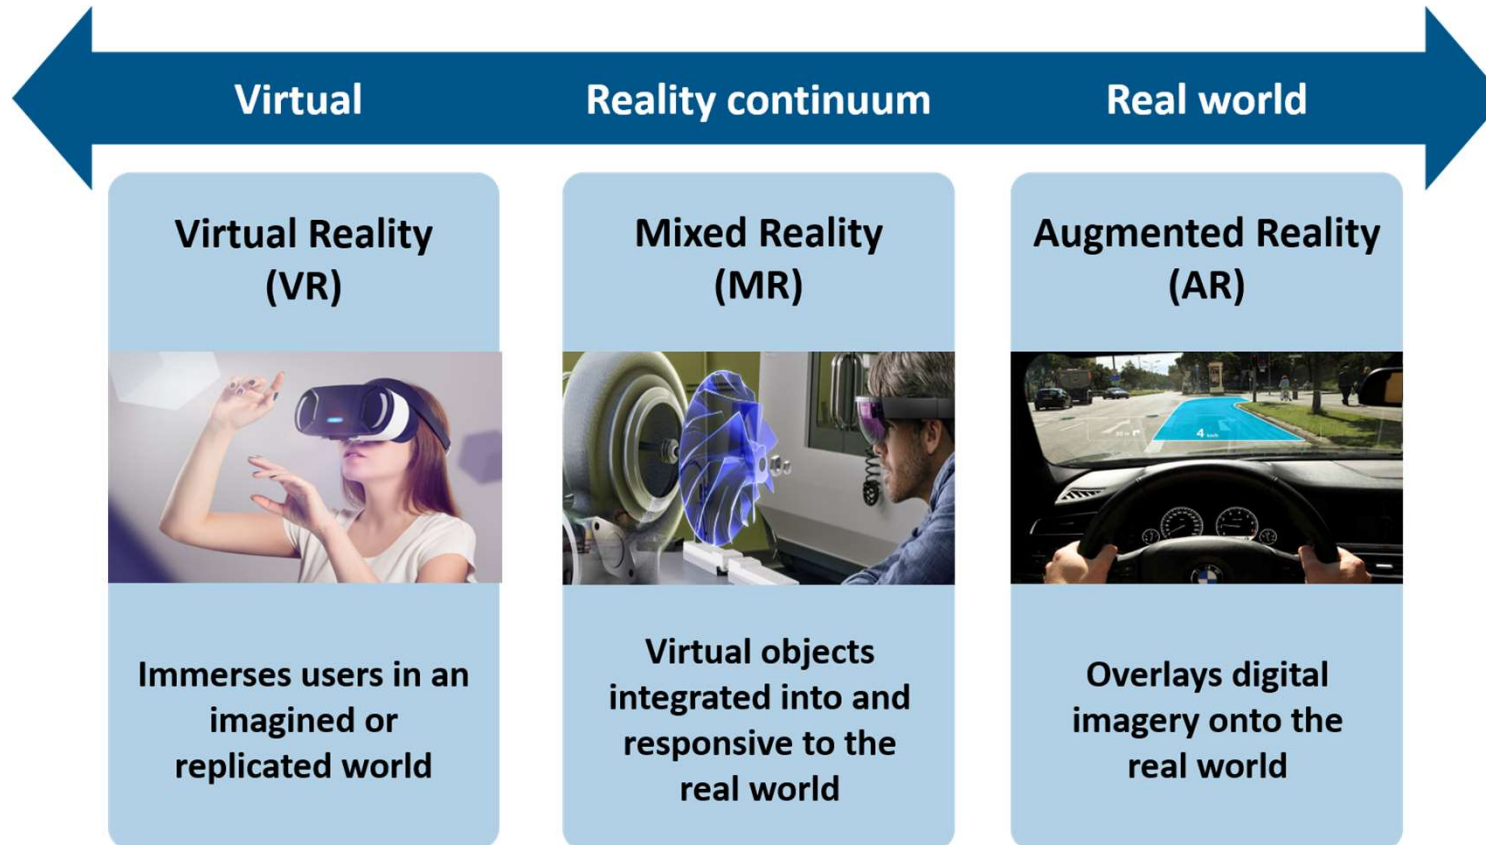 Virtual
Reality continuum
Real world
Virtual Reality
(VR)
Mixed Reality
(MR)
Augmented Reality
(AR)
4 km/h
Immerses users in an
imagined or
replicated world
Virtual objects
integrated into and
responsive to the
real world
Overlays digital
imagery onto the
real world